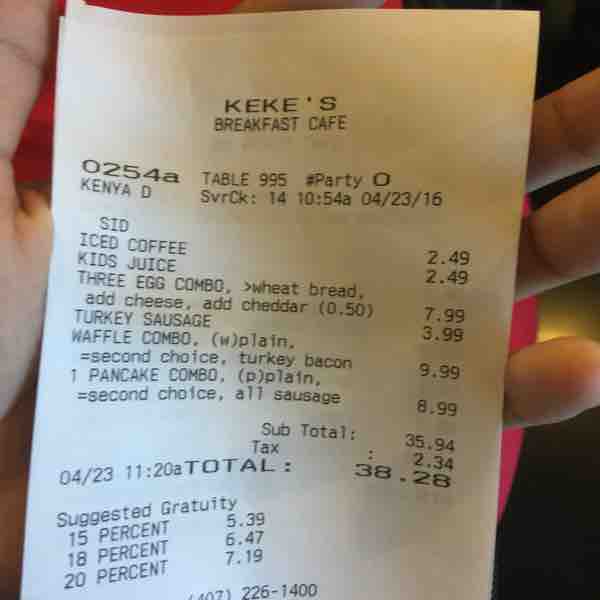 KEKE'S
BREAKFAST CAFE
0254a TABLE 995 #Party 0
KENYA D SvrCk: 14 10:54a 04/23/16
SID
ICED COFFEE 2.49
KIDS JUICE 2.49
THREE EGG COMBO, >wheat bread,
add cheese, add cheddar (0.50) 7.99
TURKEY SAUSAGE 3.99
WAFFLE COMBO, (w)plain,
=second choice, turkey bacon 9.99
1 PANCAKE COMBO, (p)plain,
=second choice, all sausage 8.99
Sub Total: 35.94
Tax : 2.34
04/23 11:20a TOTAL: 38.28
Suggested Gratuity
15 PERCENT 5.39
18 PERCENT 6.47
20 PERCENT 7.19
(407) 226-1400